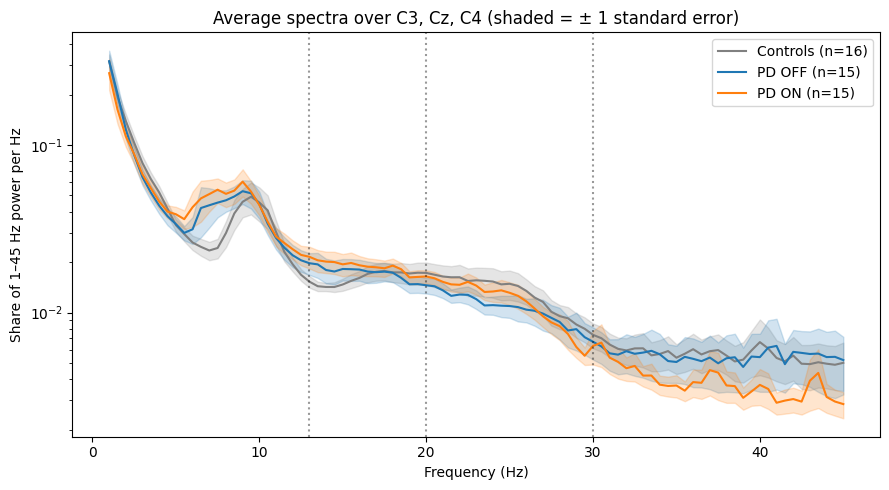 Average spectra over C3, Cz, C4 (shaded = ± 1 standard error)
Controls (n=16)
PD OFF (n=15)
PD ON (n=15)
Share of 1–45 Hz power per Hz
10⁻¹
10⁻²
0 10 20 30 40
Frequency (Hz)